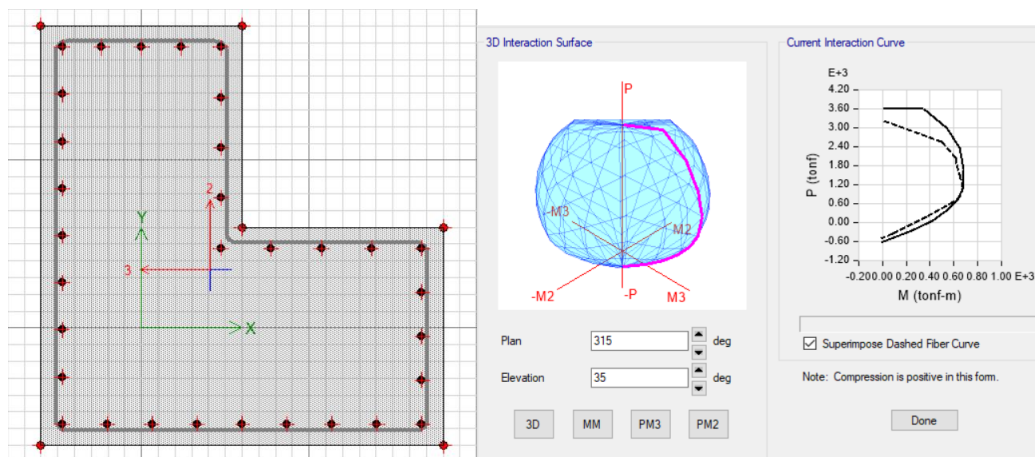 2
Y
3
X
3D Interaction Surface
P
-M3
M2
-M2
-P
M3
Plan
315
deg
Elevation
35
deg
3D
MM
PM3
PM2
Current Interaction Curve
E+3
4.20
3.60
3.00
2.40
1.80
1.20
0.60
0.00
-0.60
-1.20
P (tonf)
-0.20 0.00 0.20 0.40 0.60 0.80 1.00 E+3
M (tonf-m)
Superimpose Dashed Fiber Curve
Note: Compression is positive in this form.
Done